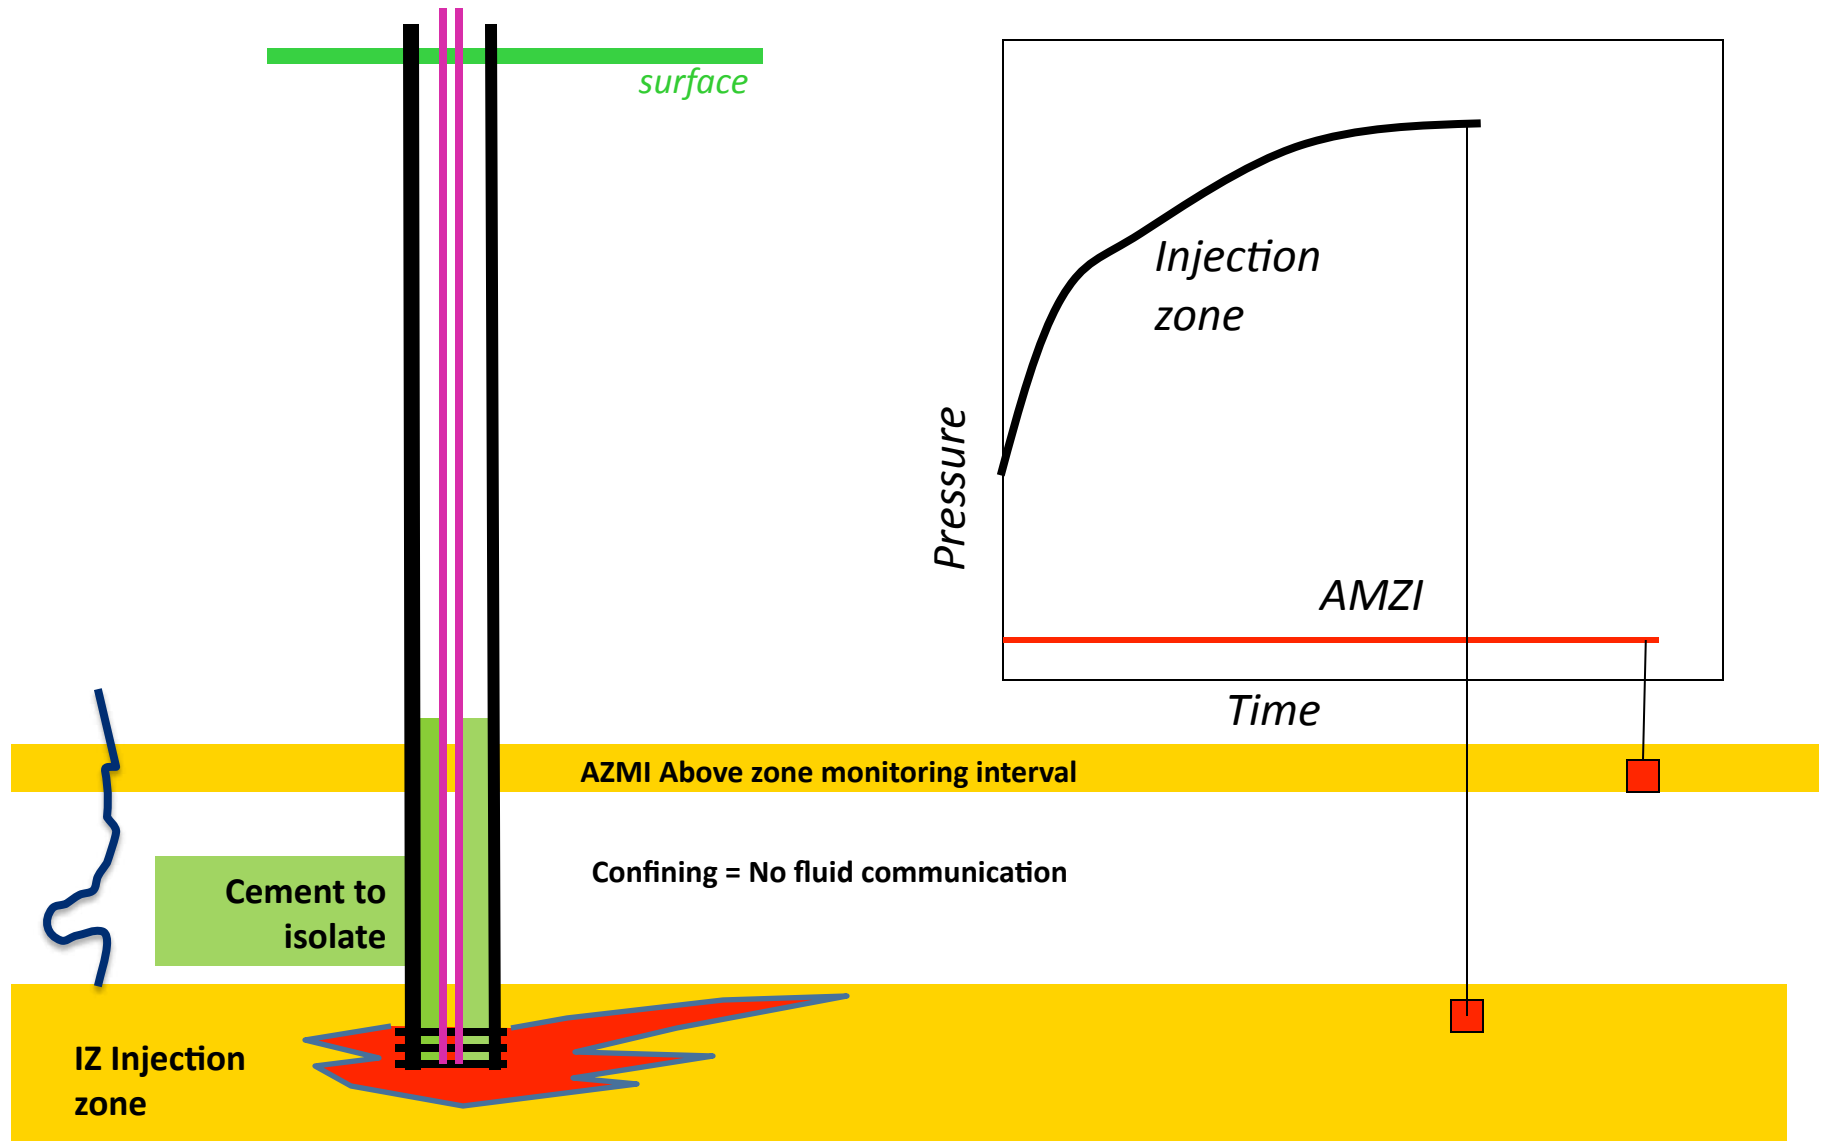 surface
Injection
zone
Pressure
AMZI
Time
AZMI Above zone monitoring interval
Confining = No fluid communication
Cement to
isolate
IZ Injection
zone